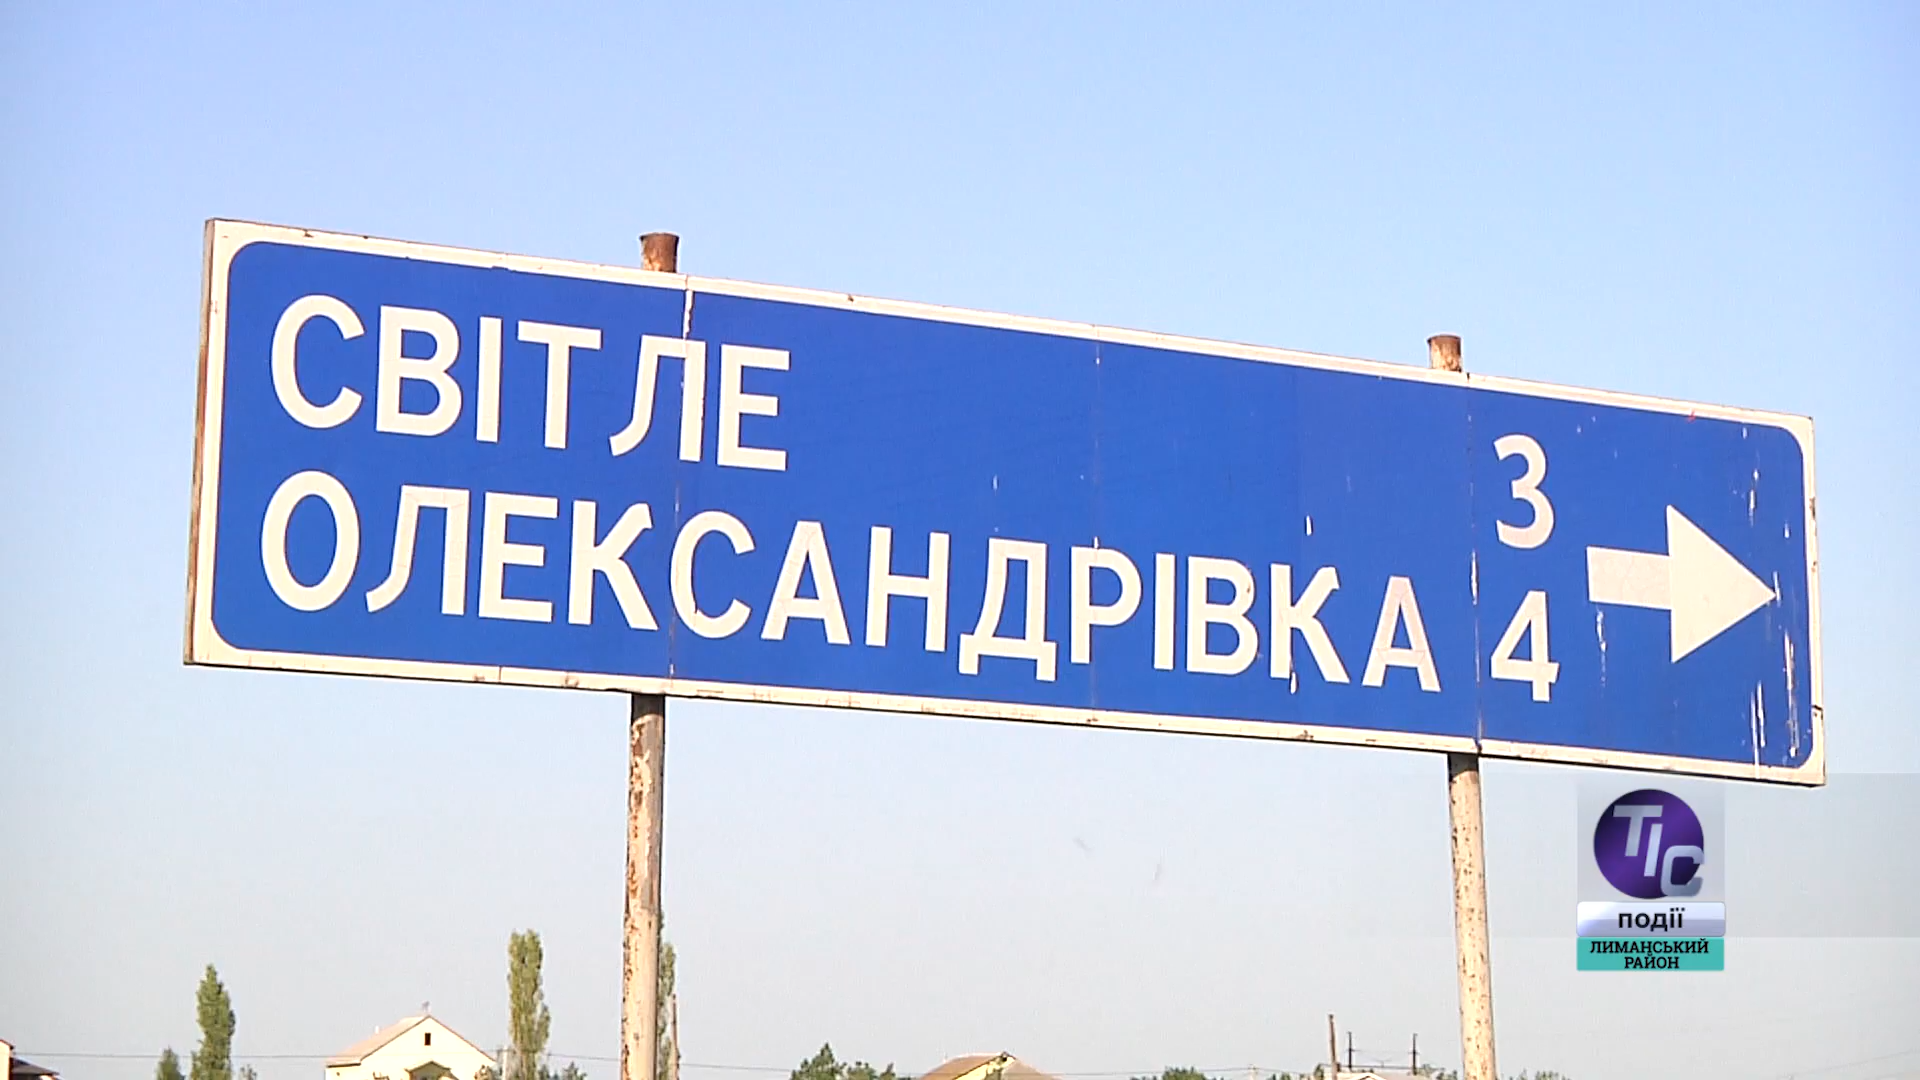 СВІТЛЕ 3
ОЛЕКСАНДРІВКА 4
ТІС
події
ЛИМАНСЬКИЙ
РАЙОН